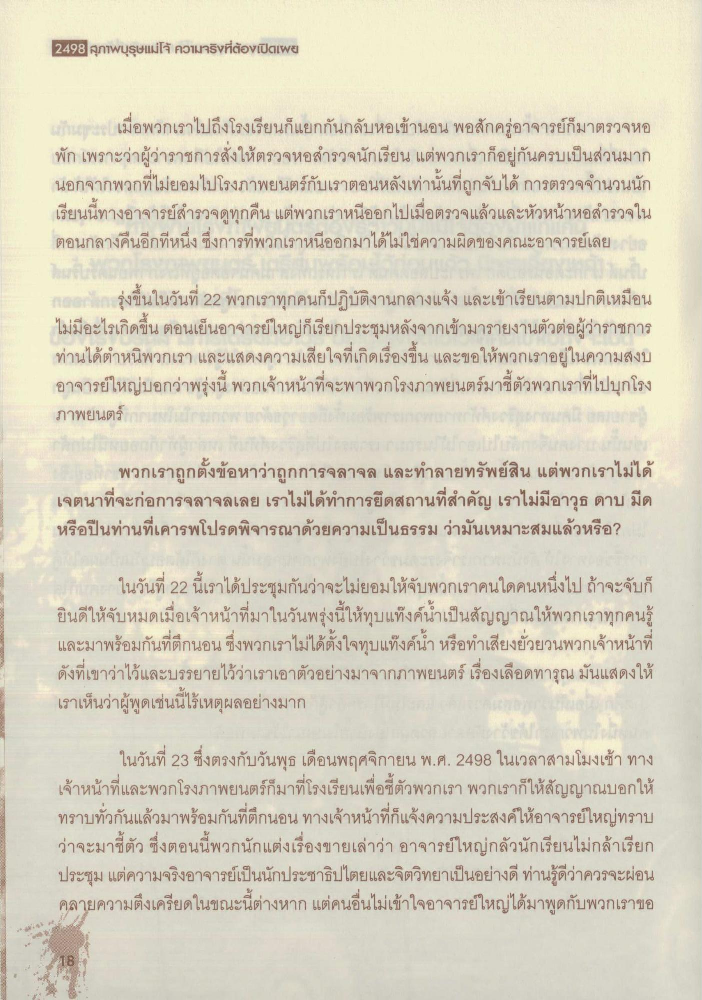 2498 สุภาพบุรุษแม่โจ้ ความจริงที่ต้องเปิดเผย
เมื่อพวกเราไปถึงโรงเรียนก็แยกกันกลับหอเข้านอน พอสักครู่อาจารย์ก็มาตรวจหอ
พัก เพราะว่าผู้ว่าราชการสั่งให้ตรวจหอสำรวจนักเรียน แต่พวกเราก็อยู่กันครบเป็นส่วนมาก
นอกจากพวกที่ไม่ยอมไปโรงภาพยนตร์กับเราตอนหลังเท่านั้นที่ถูกจับได้ การตรวจจำนวนนัก
เรียนนี้ทางอาจารย์สำรวจดูทุกคืน แต่พวกเราหนีออกไปเมื่อตรวจแล้วและหัวหน้าหอสำรวจใน
ตอนกลางคืนอีกทีหนึ่ง ซึ่งการที่พวกเราหนีออกมาได้ไม่ใช่ความผิดของคณะอาจารย์เลย
รุ่งขึ้นในวันที่ 22 พวกเราทุกคนก็ปฏิบัติงานกลางแจ้ง และเข้าเรียนตามปกติเหมือน
ไม่มีอะไรเกิดขึ้น ตอนเย็นอาจารย์ใหญ่ก็เรียกประชุมหลังจากเข้ามารายงานตัวต่อผู้ว่าราชการ
ท่านได้ตำหนิพวกเรา และแสดงความเสียใจที่เกิดเรื่องขึ้น และขอให้พวกเราอยู่ในความสงบ
อาจารย์ใหญ่บอกว่าพรุ่งนี้ พวกเจ้าหน้าที่จะพาพวกโรงภาพยนตร์มาชี้ตัวพวกเราที่ไปบุกโรง
ภาพยนตร์
พวกเราถูกตั้งข้อหาว่าถูกการจลาจล และทำลายทรัพย์สิน แต่พวกเราไม่ได้
เจตนาที่จะก่อการจลาจลเลย เราไม่ได้ทำการยึดสถานที่สำคัญ เราไม่มีอาวุธ ดาบ มีด
หรือปืนท่านที่เคารพโปรดพิจารณาด้วยความเป็นธรรม ว่ามันเหมาะสมแล้วหรือ?
ในวันที่ 22 นี้เราได้ประชุมกันว่าจะไม่ยอมให้จับพวกเราคนใดคนหนึ่งไป ถ้าจะจับก็
ยินดีให้จับหมดเมื่อเจ้าหน้าที่มาในวันพรุ่งนี้ให้ทุบแท๊งค์น้ำเป็นสัญญาณให้พวกเราทุกคนรู้
และมาพร้อมกันที่ตึกนอน ซึ่งพวกเราไม่ได้ตั้งใจทุบแท๊งค์น้ำ หรือทำเสียงยั่วยวนพวกเจ้าหน้าที่
ดังที่เขาว่าไว้และบรรยายไว้ว่าเราเอาตัวอย่างมาจากภาพยนตร์ เรื่องเลือดทารุณ มันแสดงให้
เราเห็นว่าผู้พูดเช่นนี้ไร้เหตุผลอย่างมาก
ในวันที่ 23 ซึ่งตรงกับวันพุธ เดือนพฤศจิกายน พ.ศ. 2498 ในเวลาสามโมงเช้า ทาง
เจ้าหน้าที่และพวกโรงภาพยนตร์ก็มาที่โรงเรียนเพื่อชี้ตัวพวกเรา พวกเราก็ให้สัญญาณบอกให้
ทราบทั่วกันแล้วมาพร้อมกันที่ตึกนอน ทางเจ้าหน้าที่ก็แจ้งความประสงค์ให้อาจารย์ใหญ่ทราบ
ว่าจะมาชี้ตัว ซึ่งตอนนี้พวกนักแต่งเรื่องขายเล่าว่า อาจารย์ใหญ่กลัวนักเรียนไม่กล้าเรียก
ประชุม แต่ความจริงอาจารย์เป็นนักประชาธิปไตยและจิตวิทยาเป็นอย่างดี ท่านรู้ดีว่าควรจะผ่อน
คลายความตึงเครียดในขณะนี้ต่างหาก แต่คนอื่นไม่เข้าใจอาจารย์ใหญ่ได้มาพูดกับพวกเราขอ
18